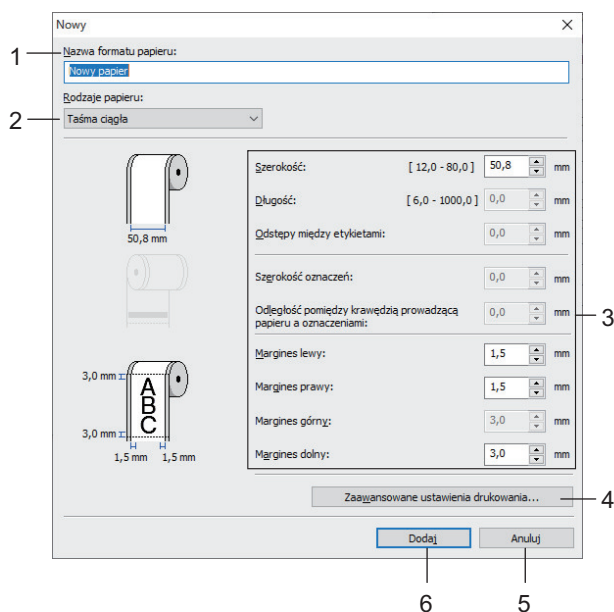 Nowy
1
Nazwa formatu papieru:
Nowy papier
Rodzaje papieru:
2
Taśma ciągła
50,8 mm
Szerokość: [ 12,0 - 80,0 ] 50,8 mm
Długość: [ 6,0 - 1000,0 ] 0,0 mm
Odstępy między etykietami: 0,0 mm
Szerokość oznaczeń: 0,0 mm
Odległość pomiędzy krawędzią prowadzącą
papieru a oznaczeniami: 0,0 mm
3
Margines lewy: 1,5 mm
Margines prawy: 1,5 mm
Margines górny: 3,0 mm
Margines dolny: 3,0 mm
3,0 mm
A
B
C
3,0 mm
1,5 mm 1,5 mm
Zaawansowane ustawienia drukowania...
4
Dodaj Anuluj
6 5